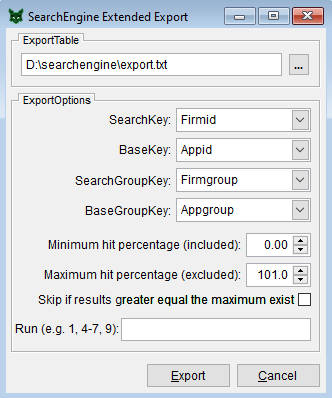 SearchEngine Extended Export
ExportTable
D:\searchengine\export.txt ...
ExportOptions
SearchKey: Firmid
BaseKey: Appid
SearchGroupKey: Firmgroup
BaseGroupKey: Appgroup
Minimum hit percentage (included): 0.00
Maximum hit percentage (excluded): 101.0
Skip if results greater equal the maximum exist
Run (e.g. 1, 4-7, 9):
Export Cancel